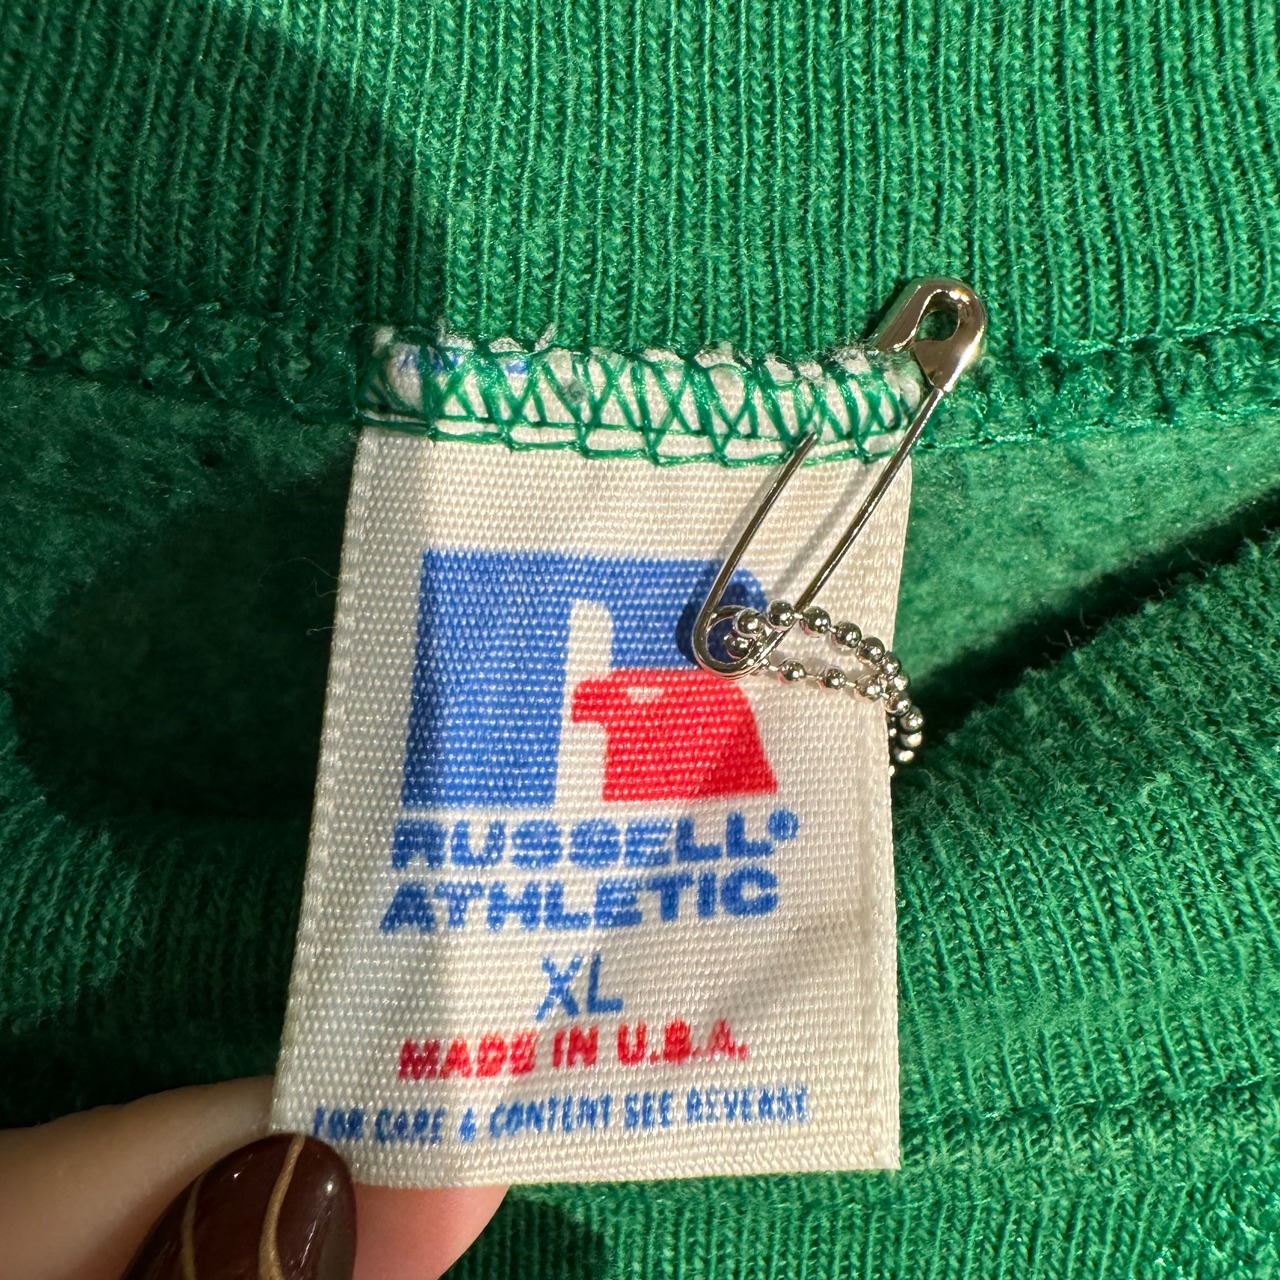 RUSSELL®
ATHLETIC
XL
MADE IN U.S.A.
FOR CARE & CONTENT SEE REVERSE